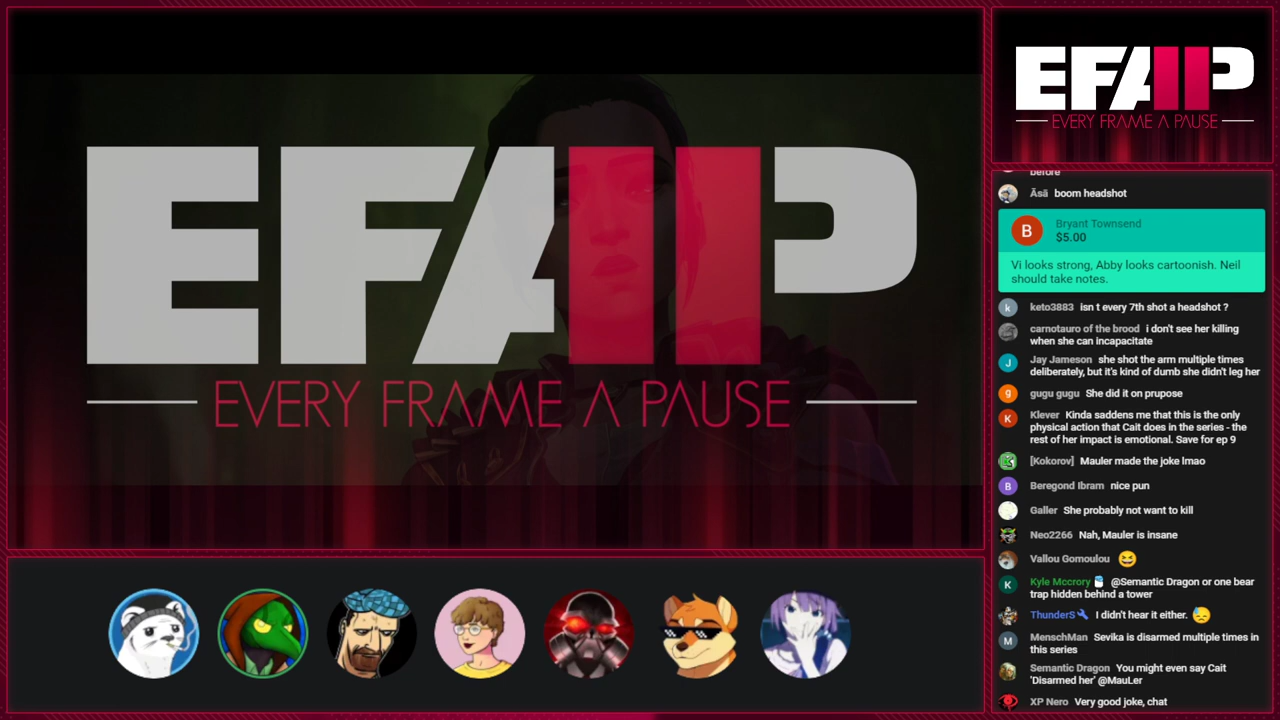 EFAP
EVERY FRAME A PAUSE
EFAP
EVERY FRAME A PAUSE
before
Āsä boom headshot
B
Bryant Townsend
$5.00
Vi looks strong, Abby looks cartoonish. Neil
should take notes.
k
keto3883 isn t every 7th shot a headshot ?
carnotauro of the brood i don't see her killing
when she can incapacitate
J
Jay Jameson she shot the arm multiple times
deliberately, but it's kind of dumb she didn't leg her
g
gugu gugu She did it on prupose
K
Klever Kinda saddens me that this is the only
physical action that Cait does in the series - the
rest of her impact is emotional. Save for ep 9
[Kokorov] Mauler made the joke lmao
B
Beregond Ibram nice pun
Galler She probably not want to kill
Neo2266 Nah, Mauler is insane
Vallou Gomoulou 😆
K
Kyle Mccrory @Semantic Dragon or one bear
trap hidden behind a tower
ThunderS I didn't hear it either. 😓
M
MenschMan Sevika is disarmed multiple times in
this series
Semantic Dragon You might even say Cait
'Disarmed her' @MauLer
XP Nero Very good joke, chat